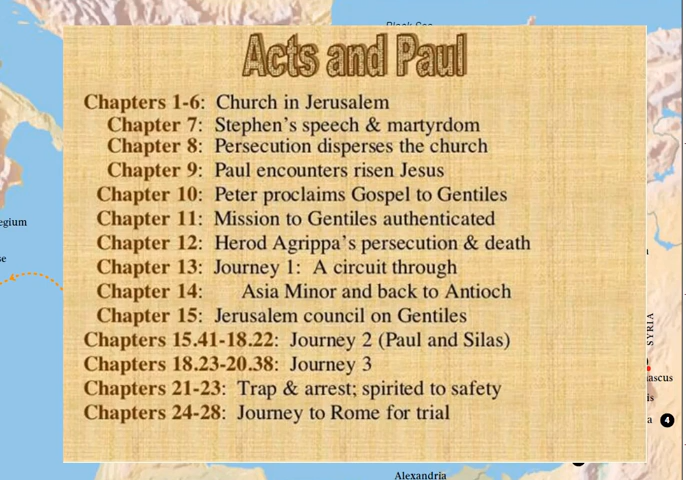 Black Sea
Acts and Paul
Chapters 1-6: Church in Jerusalem
Chapter 7: Stephen's speech & martyrdom
Chapter 8: Persecution disperses the church
Chapter 9: Paul encounters risen Jesus
Chapter 10: Peter proclaims Gospel to Gentiles
Chapter 11: Mission to Gentiles authenticated
Chapter 12: Herod Agrippa's persecution & death
Chapter 13: Journey 1: A circuit through
Chapter 14: Asia Minor and back to Antioch
Chapter 15: Jerusalem council on Gentiles
Chapters 15.41-18.22: Journey 2 (Paul and Silas)
Chapters 18.23-20.38: Journey 3
Chapters 21-23: Trap & arrest; spirited to safety
Chapters 24-28: Journey to Rome for trial
egium
SYRIA
ascus
4
Alexandria